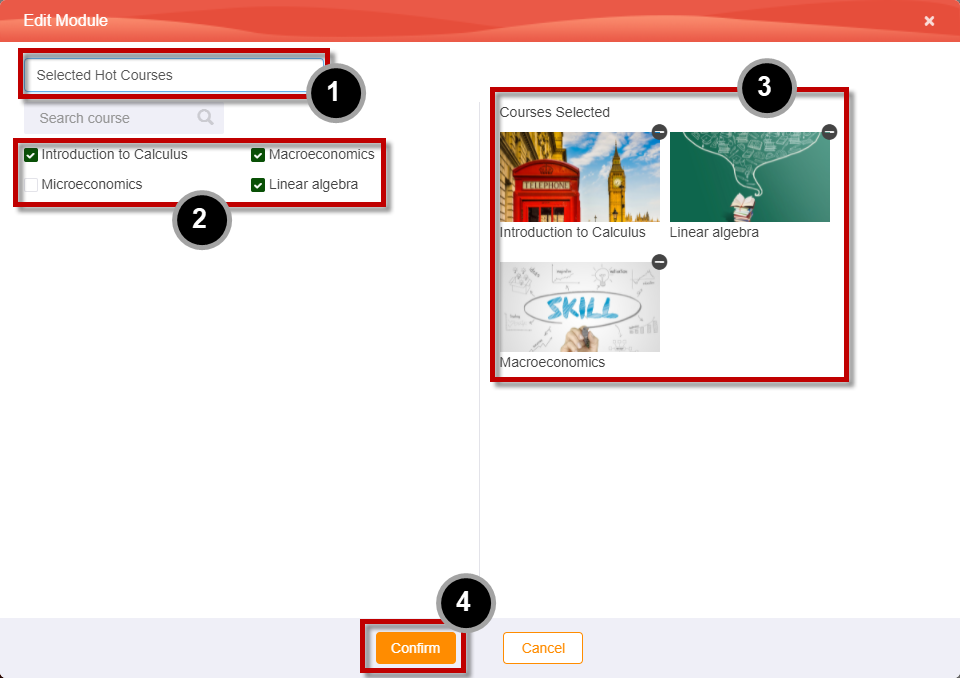 Edit Module
×
Selected Hot Courses
1
Search course
Introduction to Calculus
Macroeconomics
Microeconomics
Linear algebra
2
3
Courses Selected
TELEPHONE
Introduction to Calculus
Linear algebra
SKILL
Macroeconomics
4
Confirm
Cancel